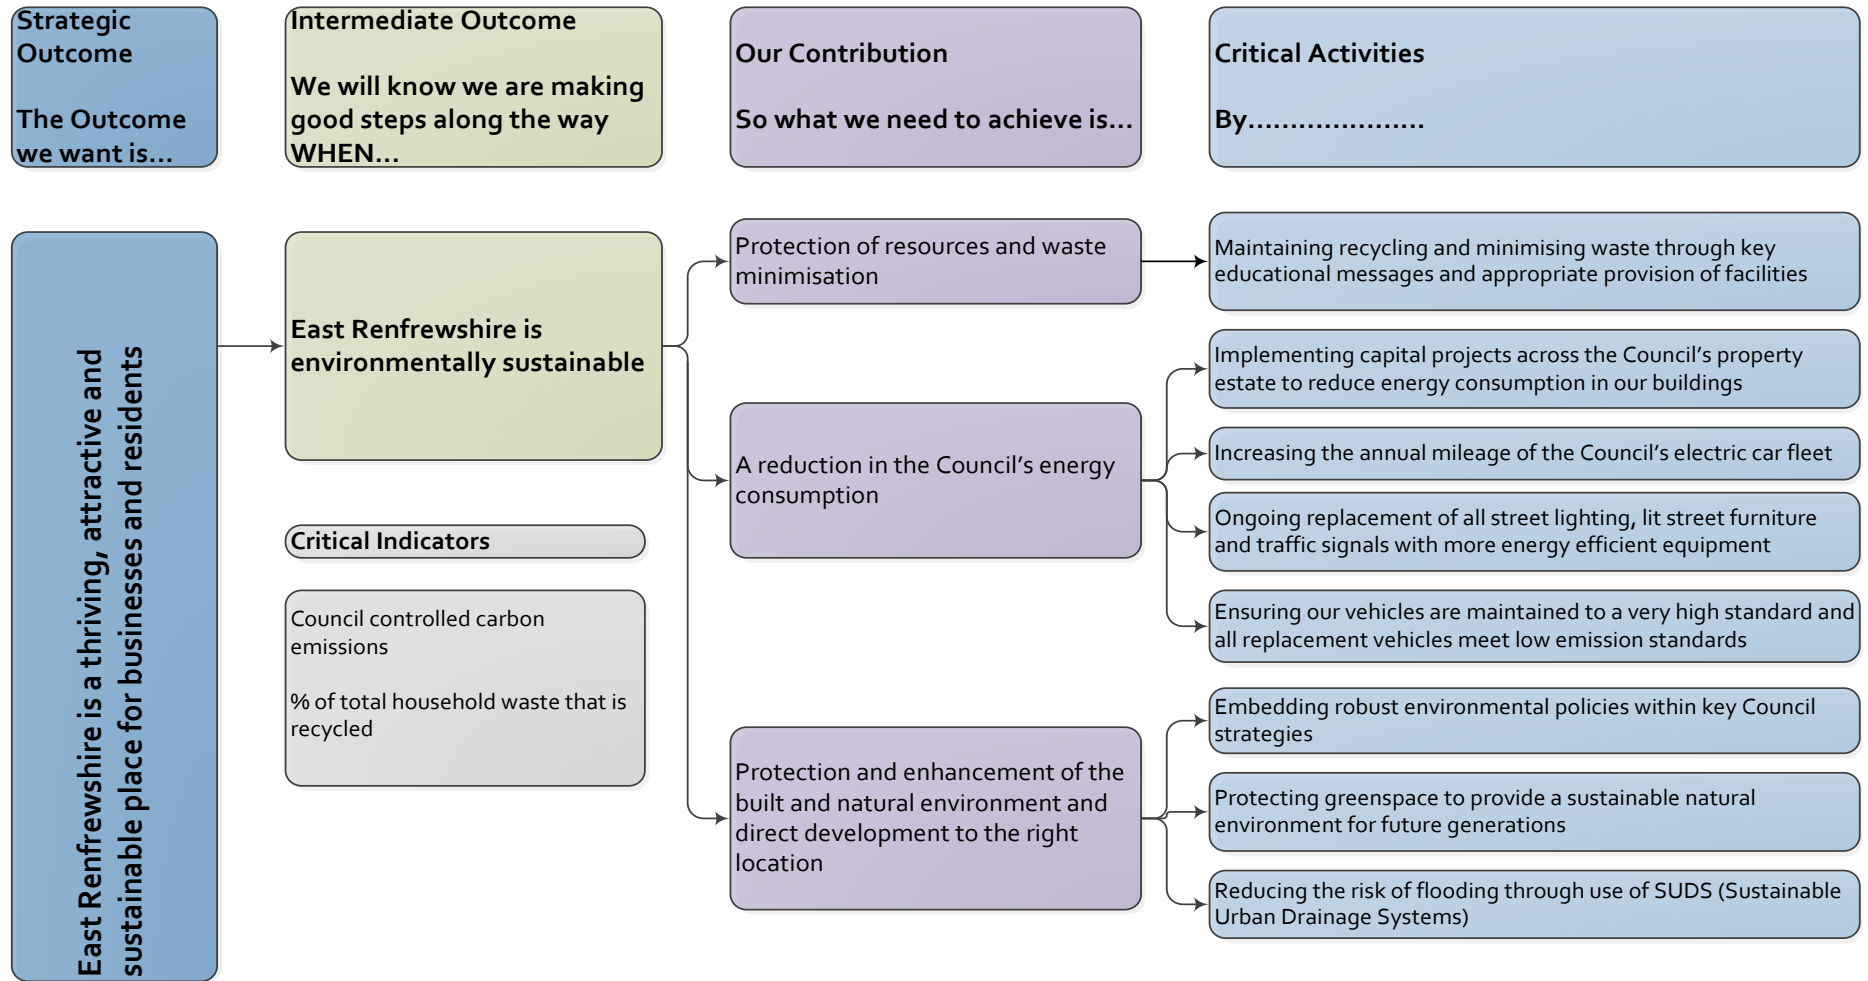 Strategic
Outcome
The Outcome
we want is...
Intermediate Outcome
We will know we are making
good steps along the way
WHEN...
Our Contribution
So what we need to achieve is...
Critical Activities
By.....................
East Renfrewshire is a thriving, attractive and
sustainable place for businesses and residents
East Renfrewshire is
environmentally sustainable
Critical Indicators
Council controlled carbon
emissions
% of total household waste that is
recycled
Protection of resources and waste
minimisation
A reduction in the Council's energy
consumption
Protection and enhancement of the
built and natural environment and
direct development to the right
location
Maintaining recycling and minimising waste through key
educational messages and appropriate provision of facilities
Implementing capital projects across the Council's property
estate to reduce energy consumption in our buildings
Increasing the annual mileage of the Council's electric car fleet
Ongoing replacement of all street lighting, lit street furniture
and traffic signals with more energy efficient equipment
Ensuring our vehicles are maintained to a very high standard and
all replacement vehicles meet low emission standards
Embedding robust environmental policies within key Council
strategies
Protecting greenspace to provide a sustainable natural
environment for future generations
Reducing the risk of flooding through use of SUDS (Sustainable
Urban Drainage Systems)